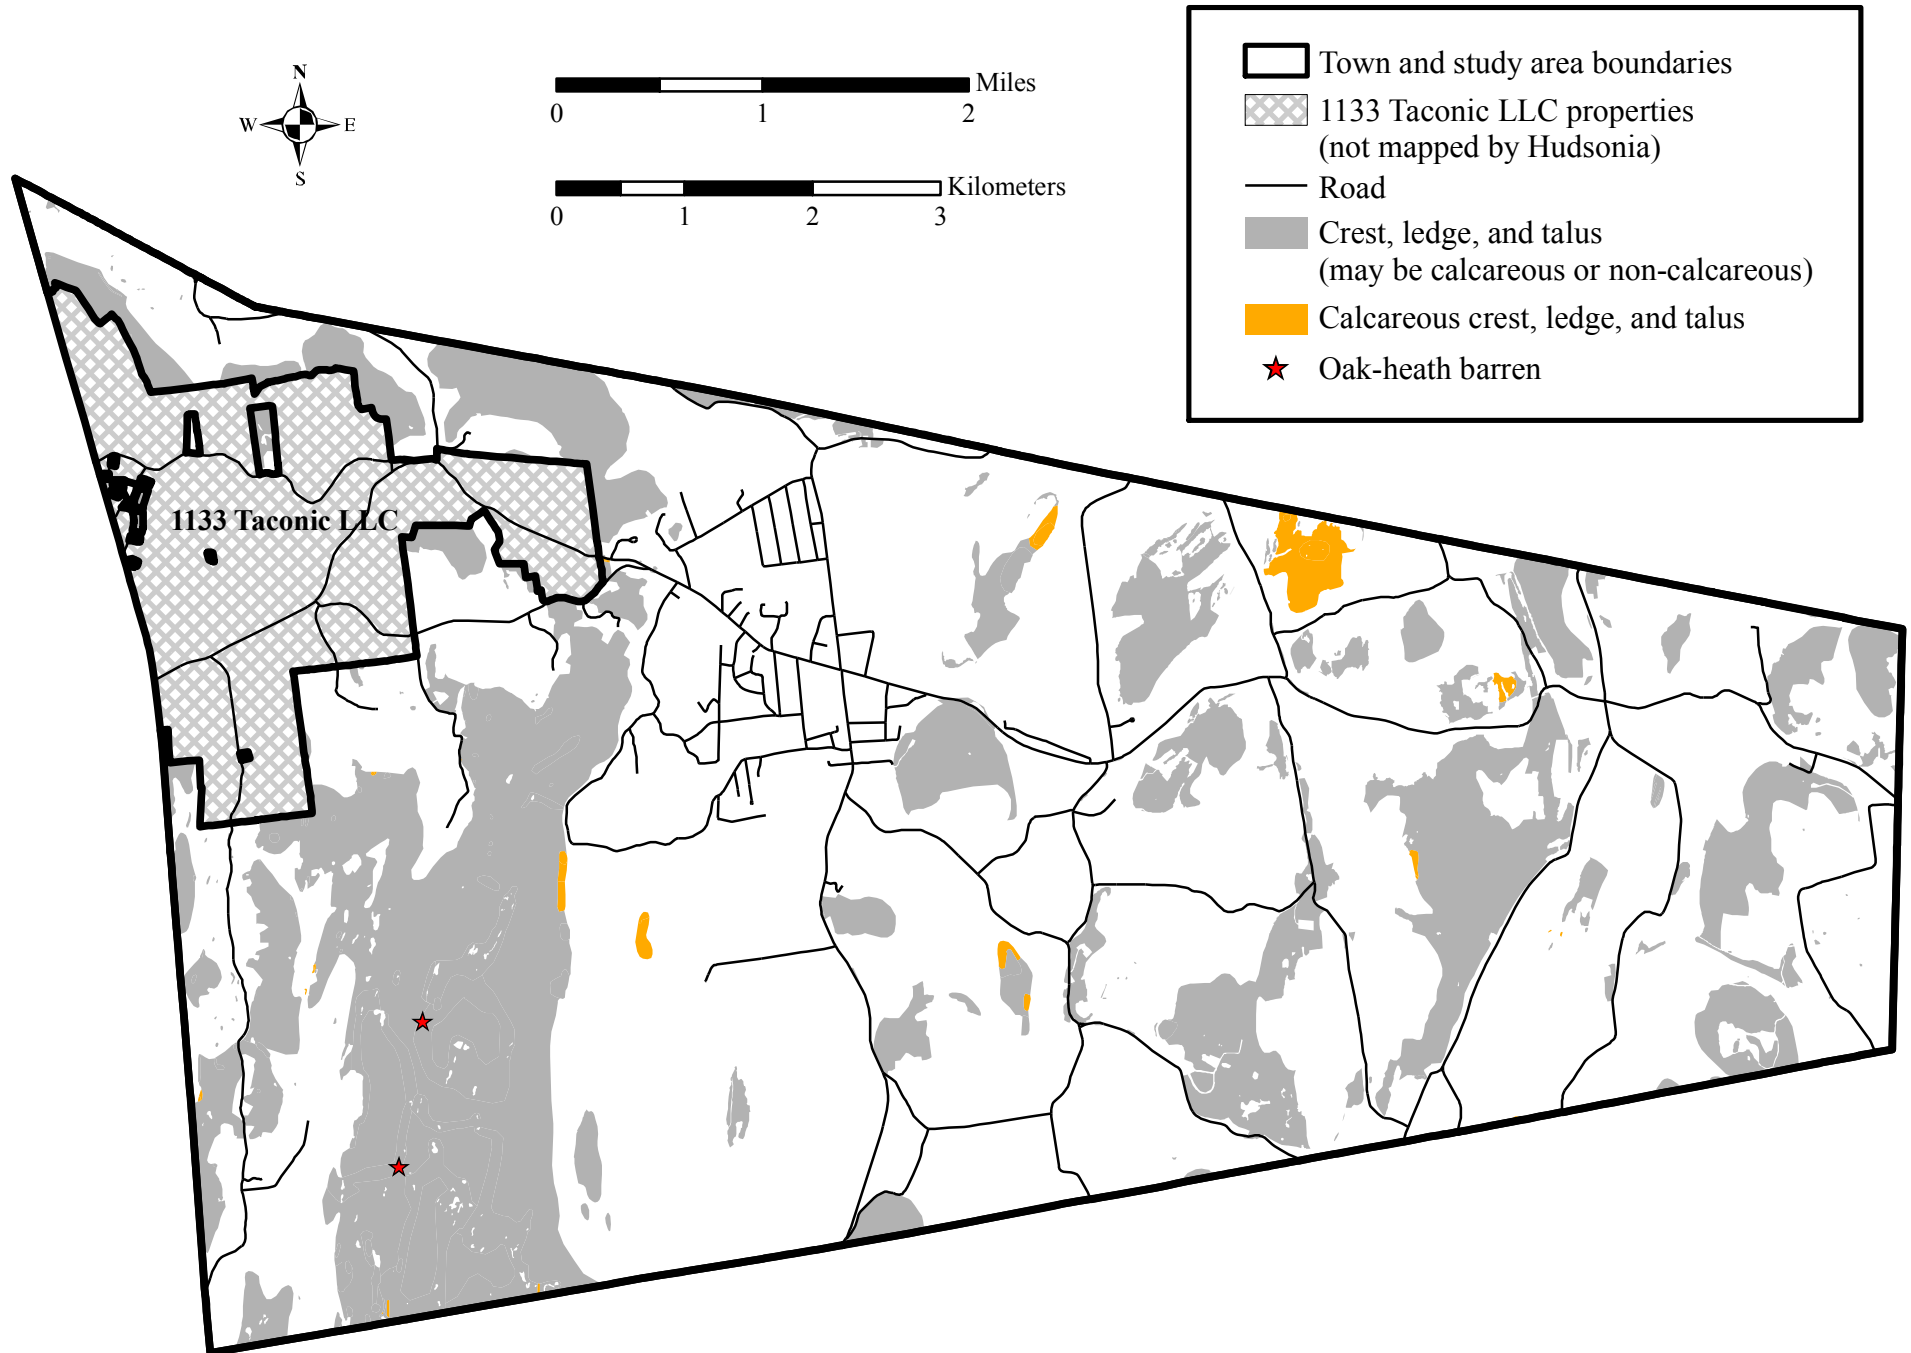 N
W E
S
Miles
0 1 2
Kilometers
0 1 2 3
Town and study area boundaries
1133 Taconic LLC properties
(not mapped by Hudsonia)
Road
Crest, ledge, and talus
(may be calcareous or non-calcareous)
Calcareous crest, ledge, and talus
Oak-heath barren
1133 Taconic LLC